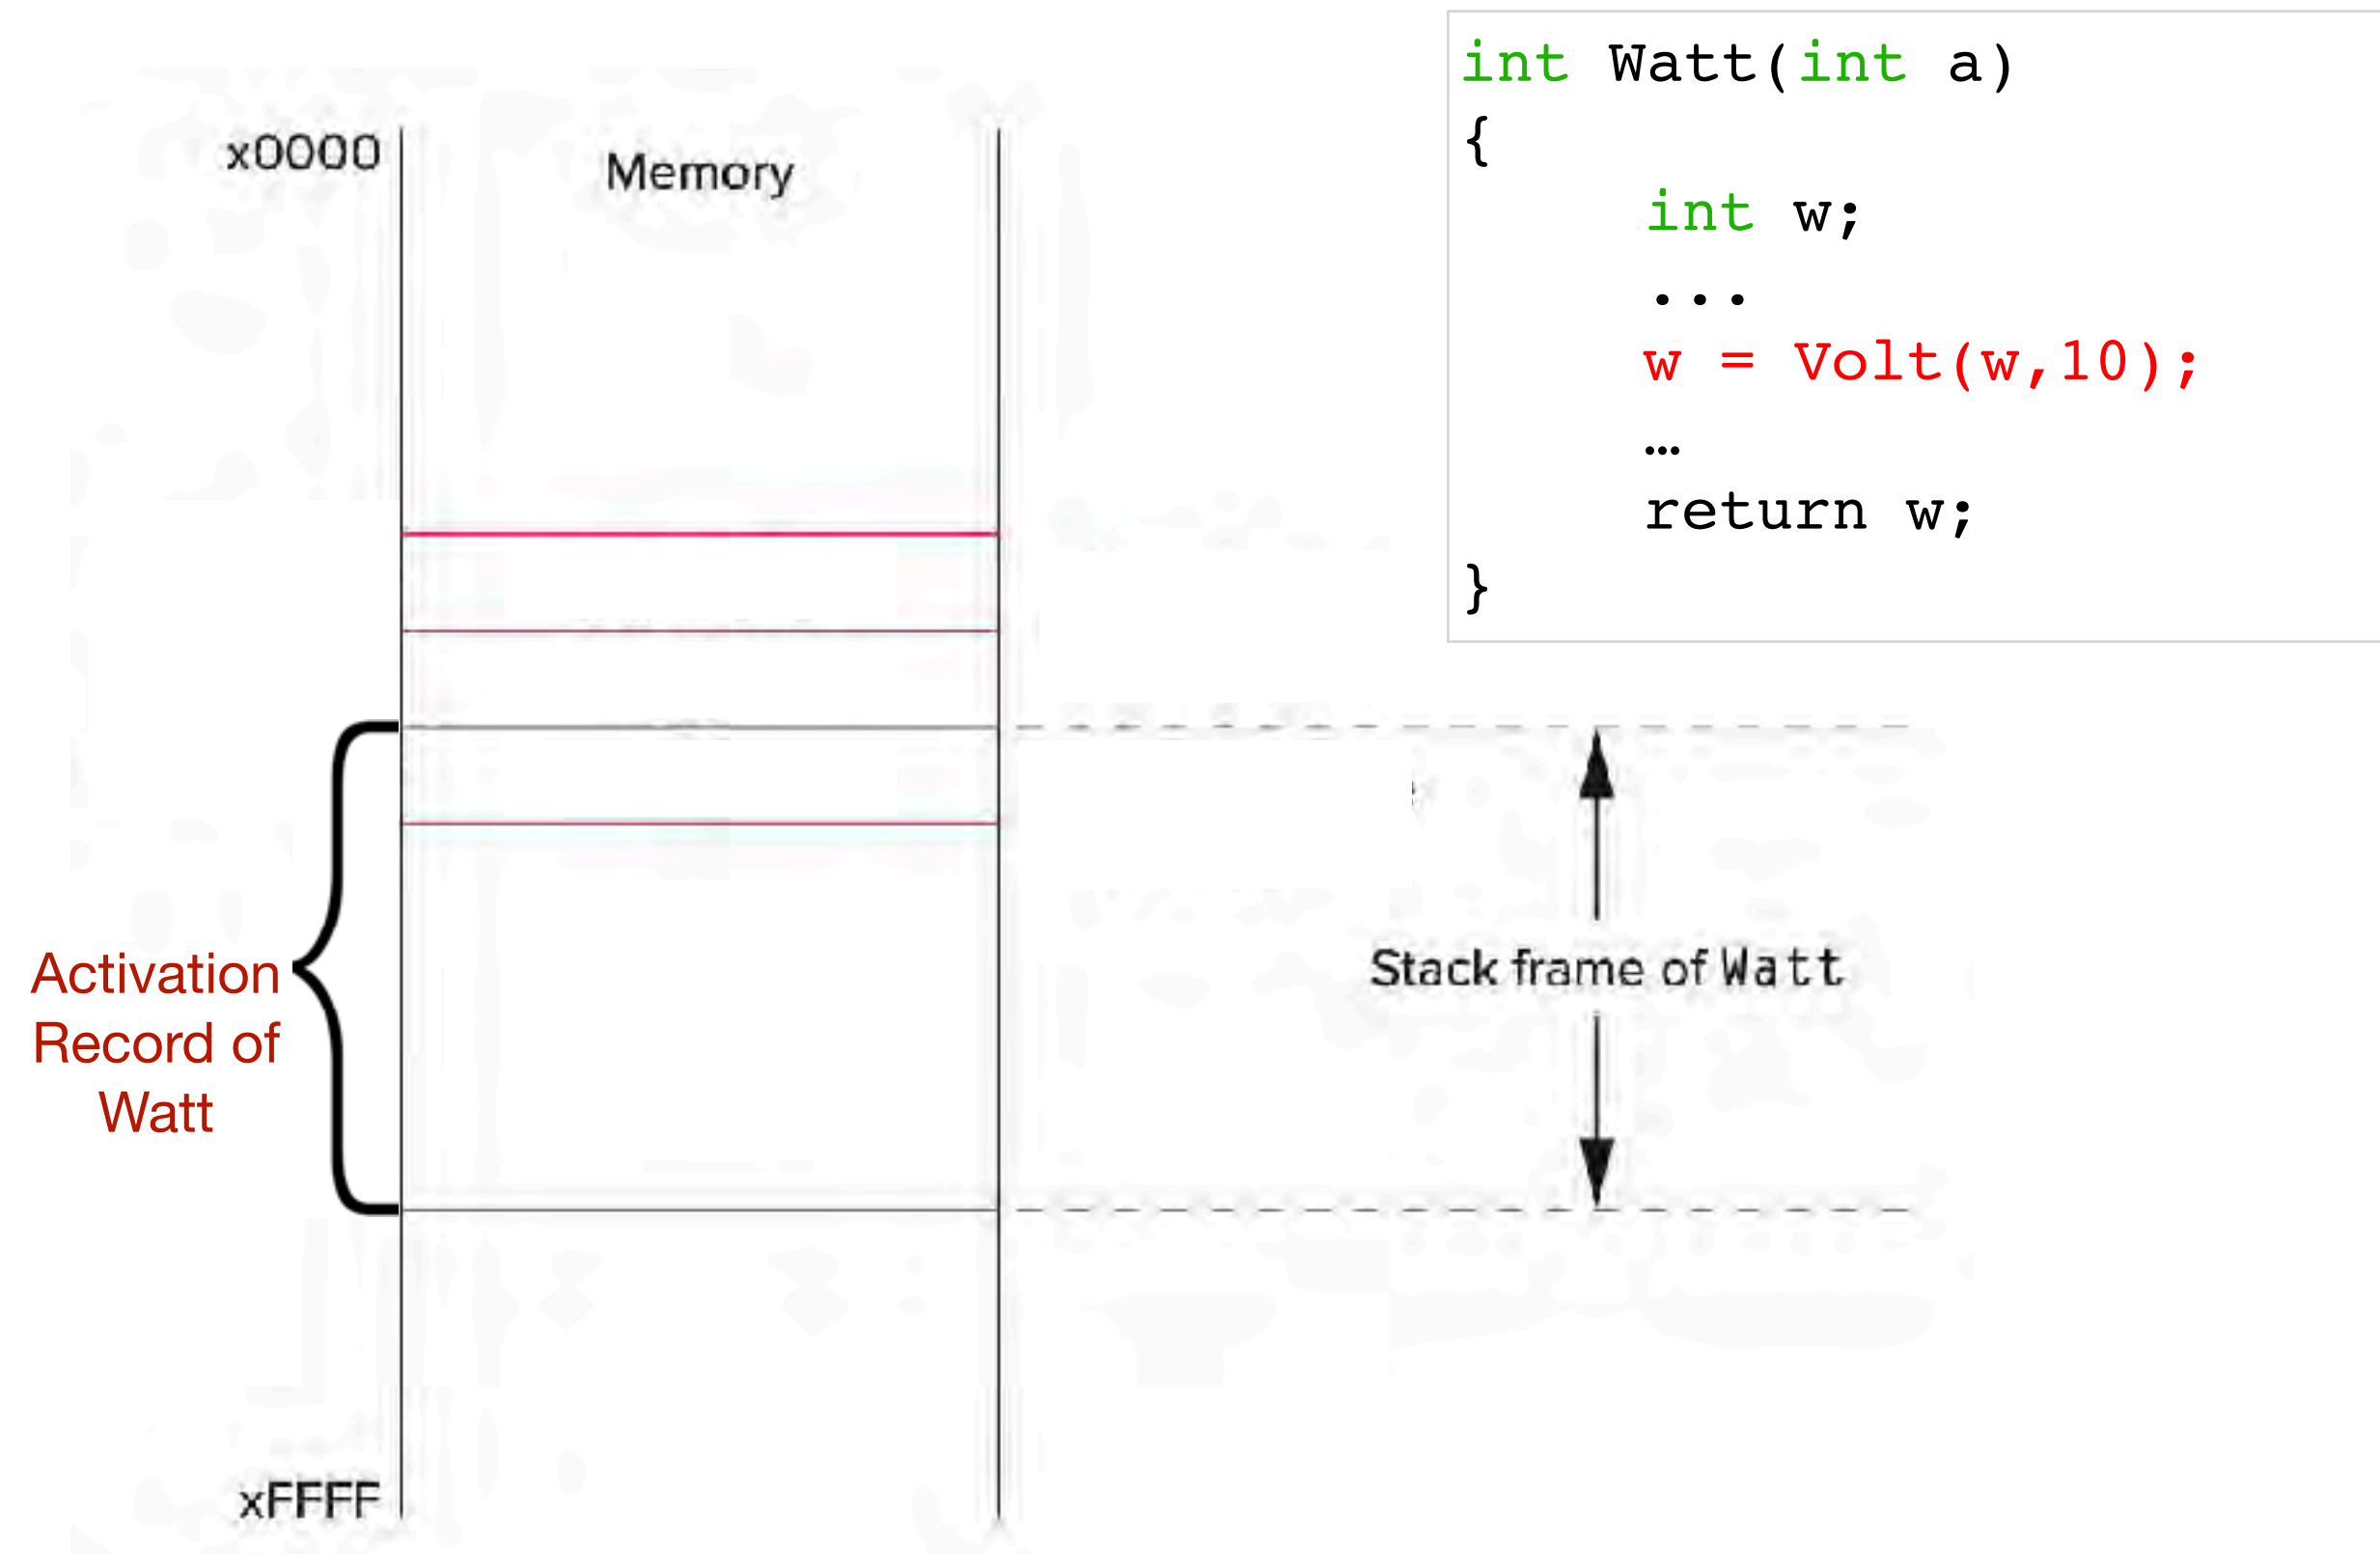 int Watt(int a)
{
int w;
...
w = Volt(w,10);
…
return w;
}
x0000
Memory
Activation
Record of
Watt
Stack frame of Watt
xFFFF